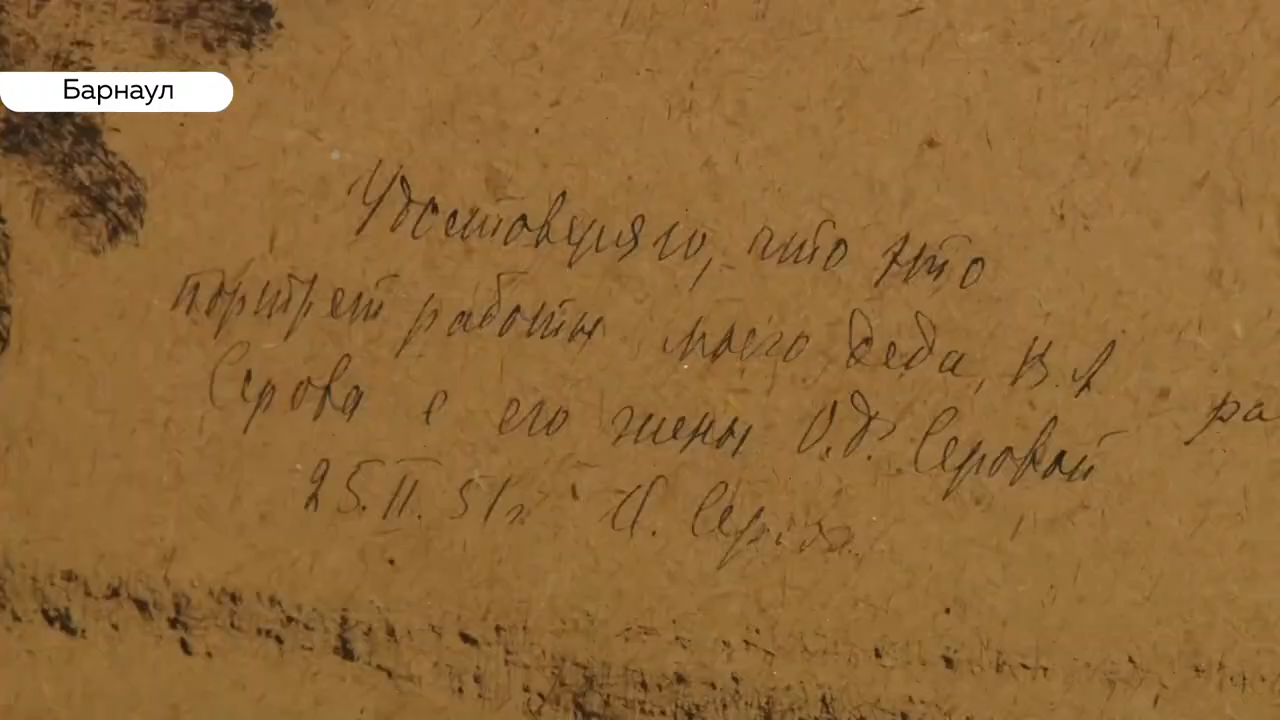 Барнаул
Удостоверяю, что это
портрет работы моего деда, В. А
Серова с его жены О.Ф. Серовой
ра
25.II.51г. Серов